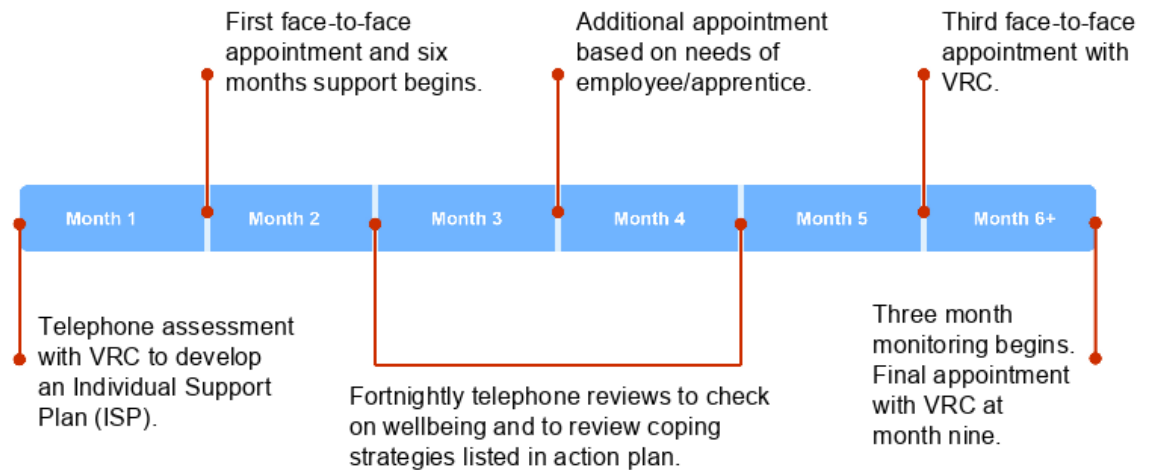 First face-to-face
appointment and six
months support begins.
Additional appointment
based on needs of
employee/apprentice.
Third face-to-face
appointment with
VRC.
Month 1
Month 2
Month 3
Month 4
Month 5
Month 6+
Telephone assessment
with VRC to develop
an Individual Support
Plan (ISP).
Fortnightly telephone reviews to check
on wellbeing and to review coping
strategies listed in action plan.
Three month
monitoring begins.
Final appointment
with VRC at
month nine.